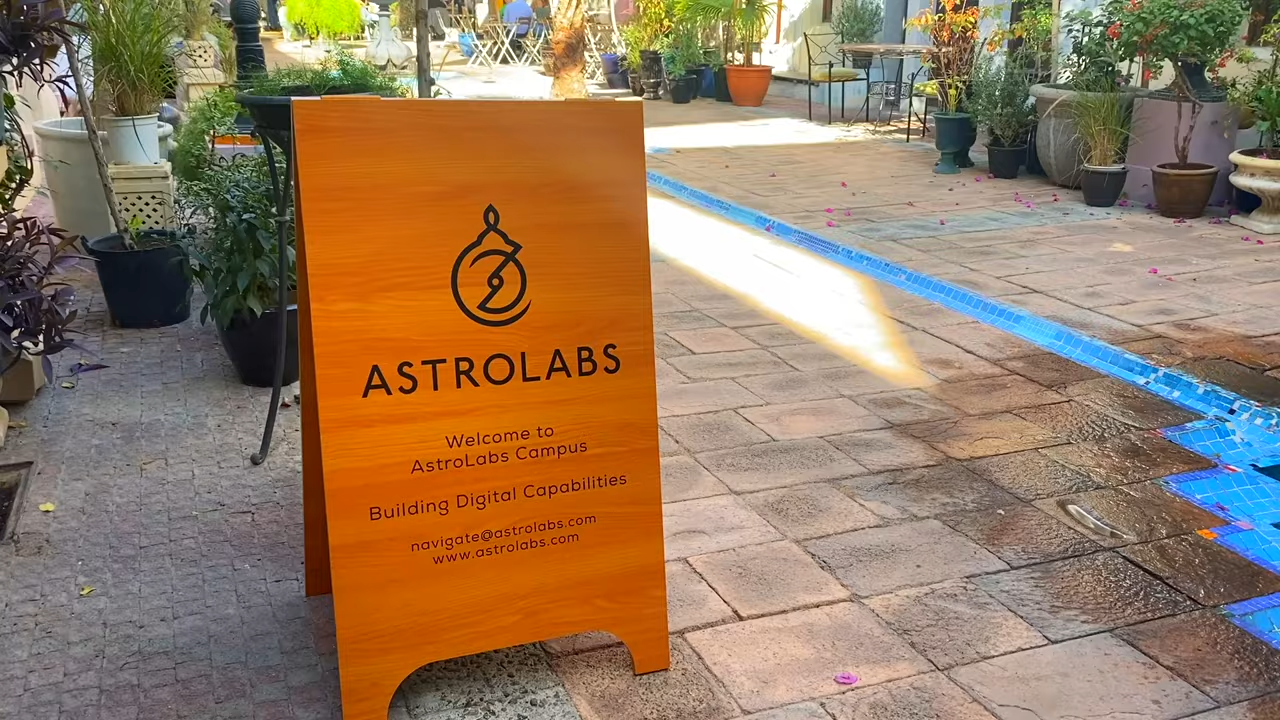 ASTROLABS
Welcome to
AstroLabs Campus
Building Digital Capabilities
navigate@astrolabs.com
www.astrolabs.com